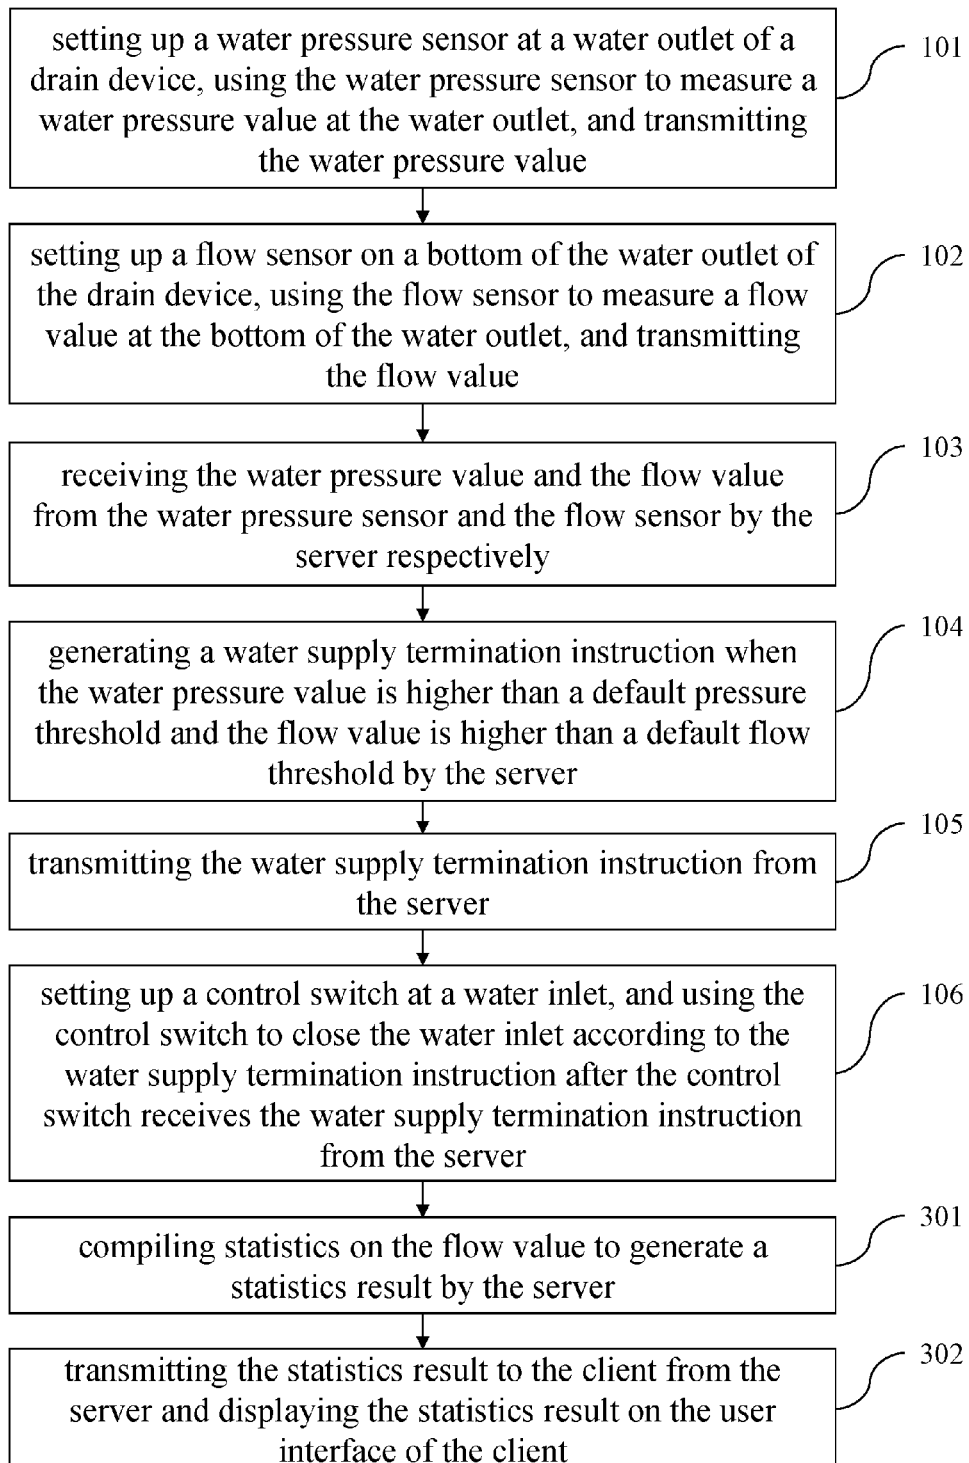 setting up a water pressure sensor at a water outlet of a
drain device, using the water pressure sensor to measure a
water pressure value at the water outlet, and transmitting
the water pressure value
101
setting up a flow sensor on a bottom of the water outlet of
the drain device, using the flow sensor to measure a flow
value at the bottom of the water outlet, and transmitting
the flow value
102
receiving the water pressure value and the flow value
from the water pressure sensor and the flow sensor by the
server respectively
103
generating a water supply termination instruction when
the water pressure value is higher than a default pressure
threshold and the flow value is higher than a default flow
threshold by the server
104
transmitting the water supply termination instruction from
the server
105
setting up a control switch at a water inlet, and using the
control switch to close the water inlet according to the
water supply termination instruction after the control
switch receives the water supply termination instruction
from the server
106
compiling statistics on the flow value to generate a
statistics result by the server
301
transmitting the statistics result to the client from the
server and displaying the statistics result on the user
interface of the client
302